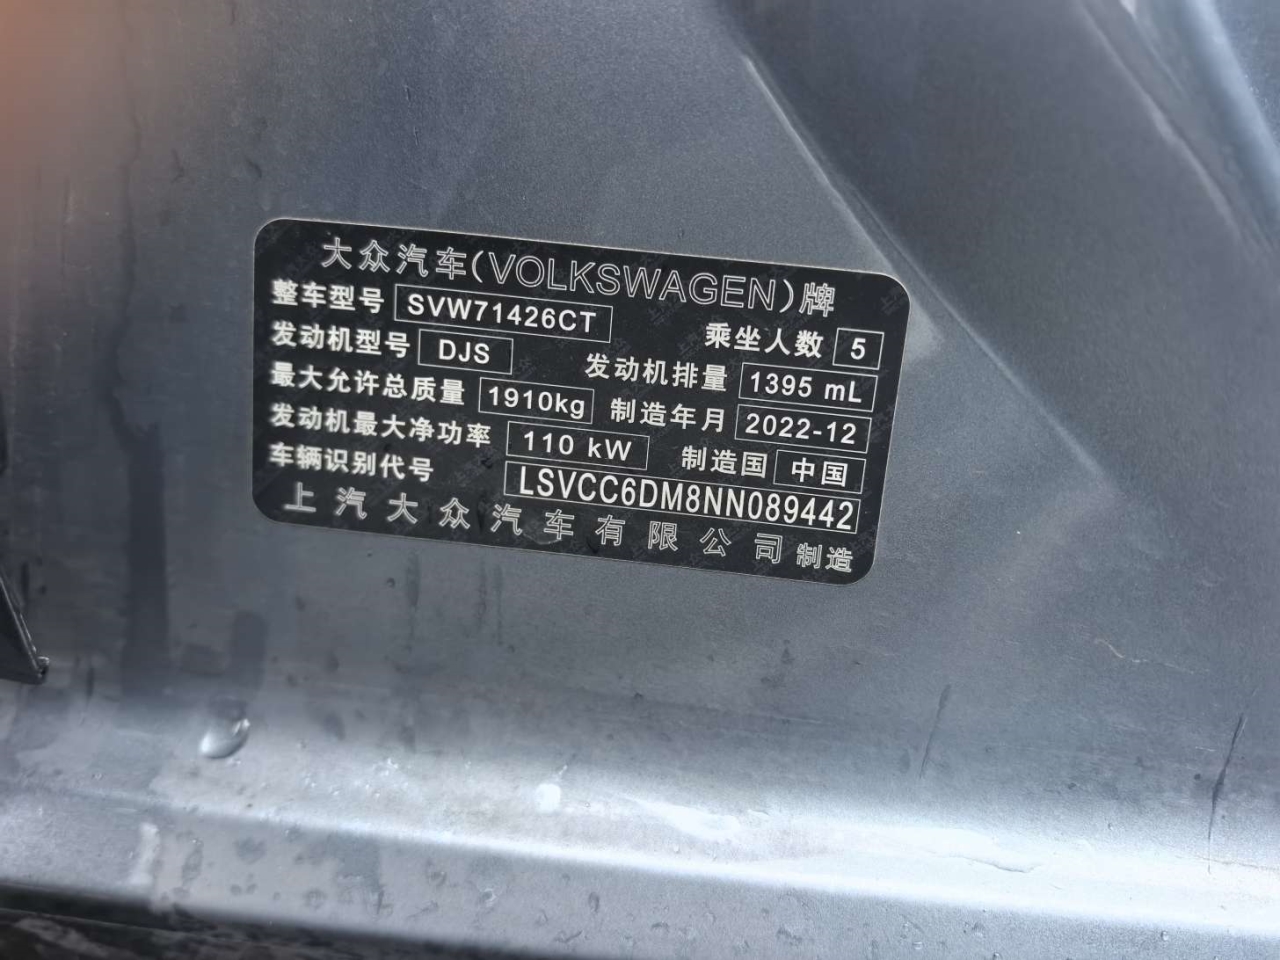 大众汽车(VOLKSWAGEN)牌
整车型号 SVW71426CT 乘坐人数 5
发动机型号 DJS 发动机排量 1395 mL
最大允许总质量 1910kg 制造年月 2022-12
发动机最大净功率 110 kW 制造国 中国
车辆识别代号 LSVCC6DM8NN089442
上汽大众汽车有限公司 制造